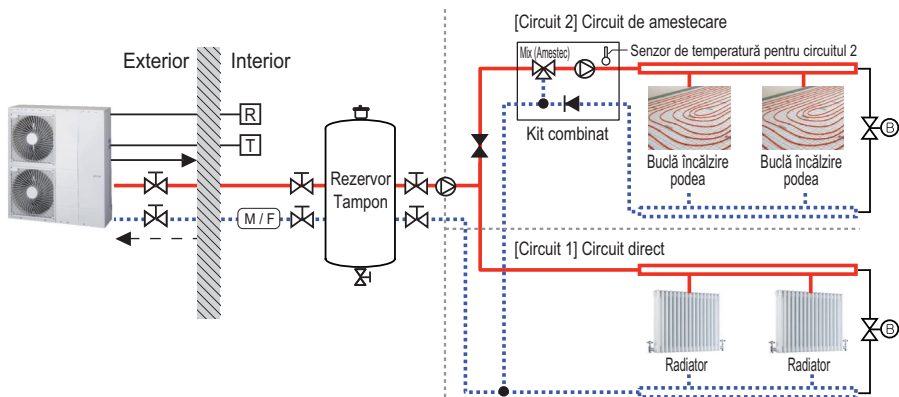 [Circuit 2] Circuit de amestecare
Exterior
Interior
Mix (Amestec)
Senzor de temperatură pentru circuitul 2
R
T
Kit combinat
B
Rezervor
Tampon
Buclă încălzire
podea
Buclă încălzire
podea
M / F
[Circuit 1] Circuit direct
B
Radiator
Radiator